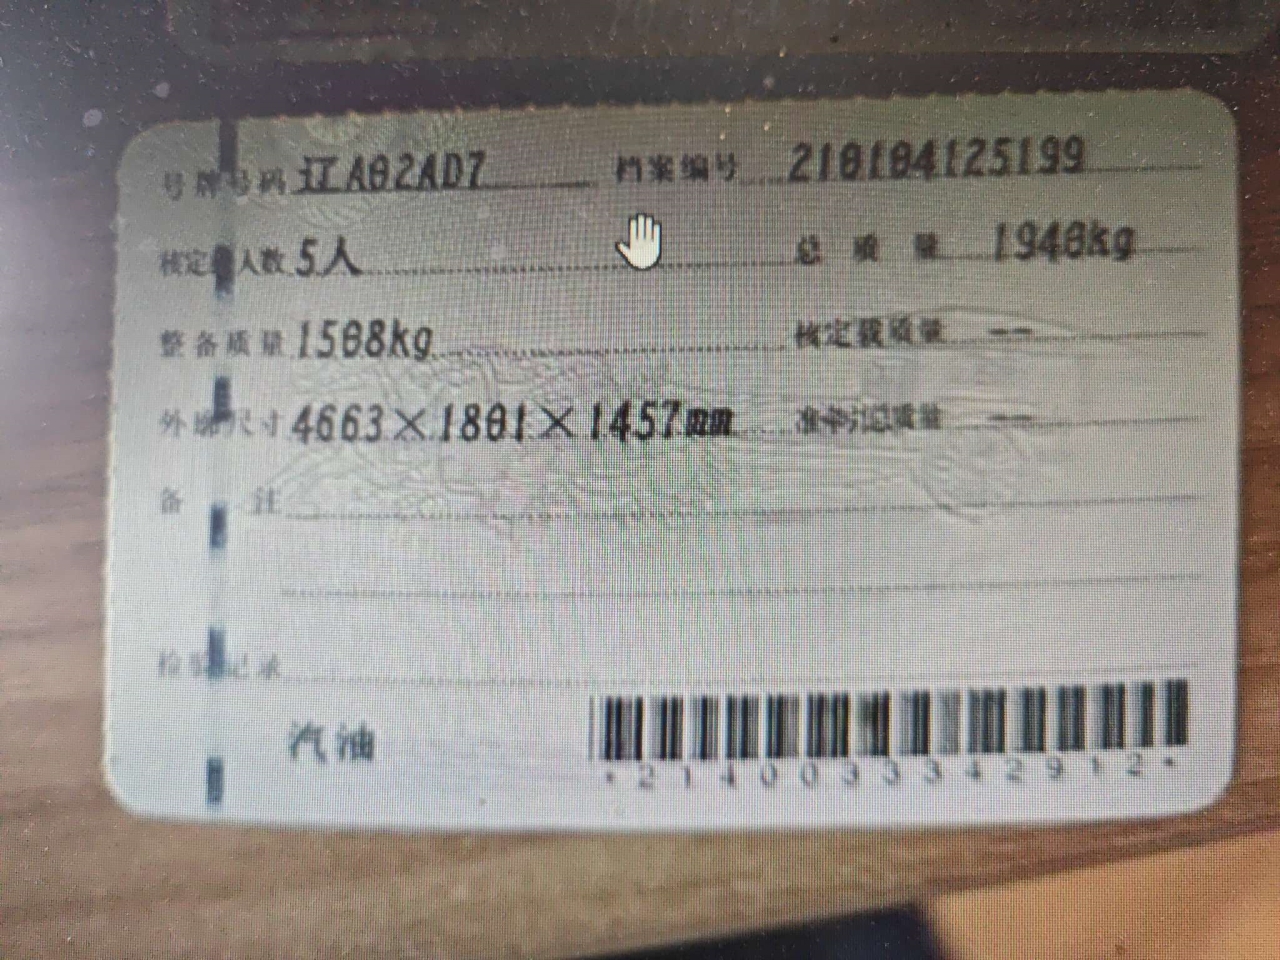 号牌号码 辽A02AD7 档案编号 210104125199
核定载人数 5人 总质量 1940kg
整备质量 1508kg 核定载质量 --
外廓尺寸 4663×1801×1457mm 准牵引总质量 --
备注
检验记录
汽油
*2140033342912*